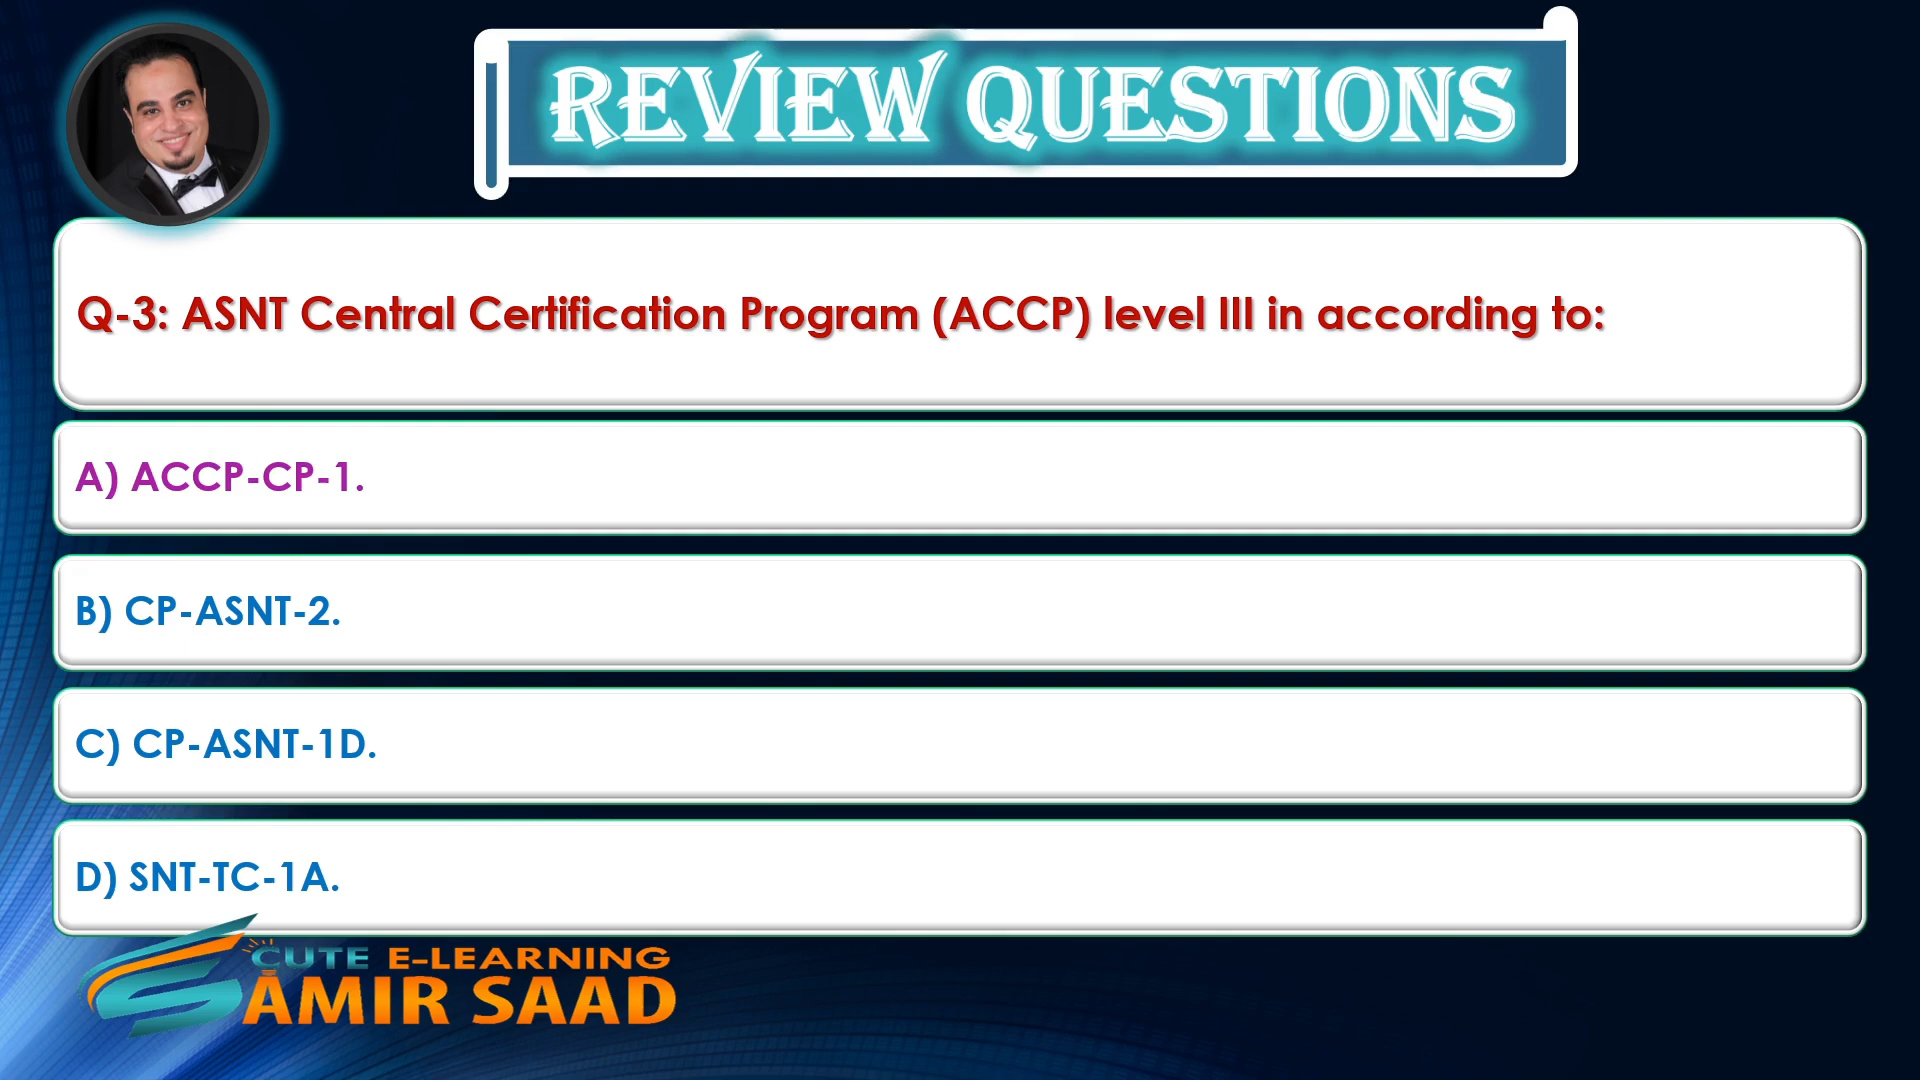 REVIEW QUESTIONS
Q-3: ASNT Central Certification Program (ACCP) level III in according to:
A) ACCP-CP-1.
B) CP-ASNT-2.
C) CP-ASNT-1D.
D) SNT-TC-1A.
CUTE E-LEARNING
AMIR SAAD